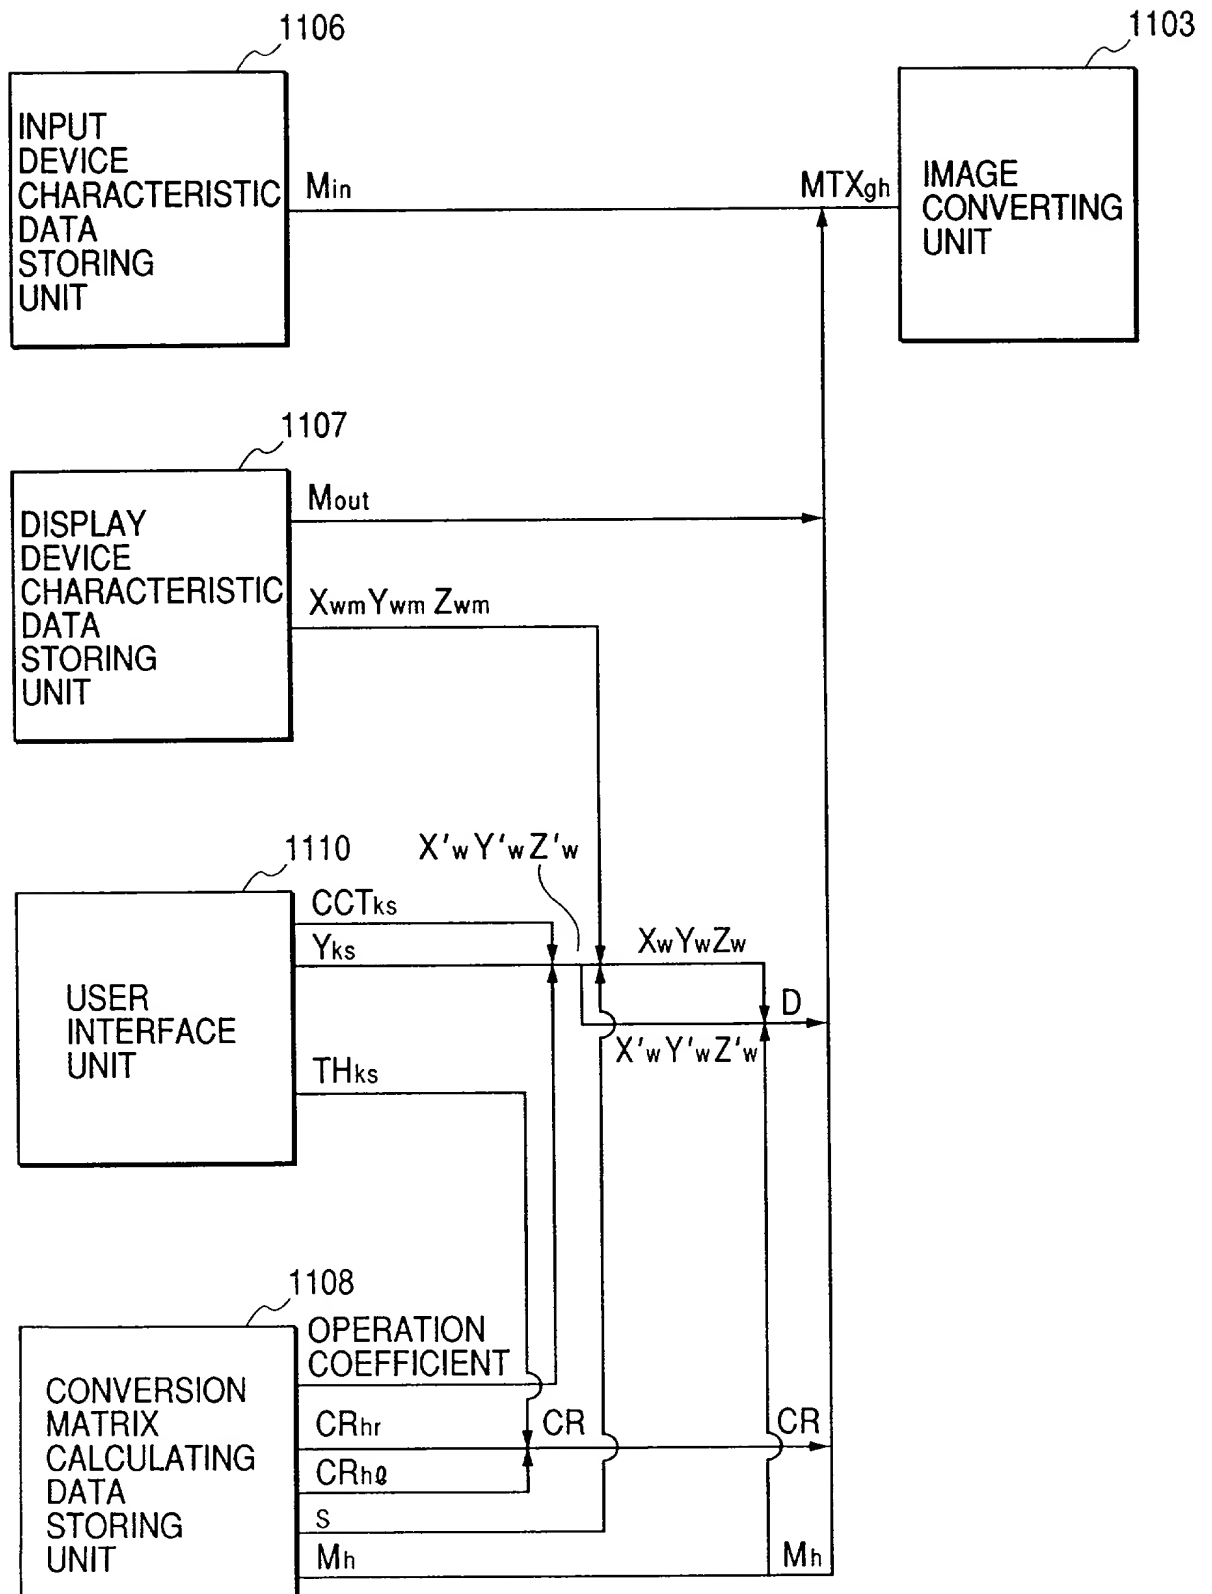 1106
1103
INPUT
DEVICE
CHARACTERISTIC
DATA
STORING
UNIT
Min
MTXgh
IMAGE
CONVERTING
UNIT
1107
DISPLAY
DEVICE
CHARACTERISTIC
DATA
STORING
UNIT
Mout
XwmYwm Zwm
1110
X'wY'wZ'w
USER
INTERFACE
UNIT
CCTks
Yks
XwYwZw
D
X'wY'wZ'w
THks
1108
CONVERSION
MATRIX
CALCULATING
DATA
STORING
UNIT
OPERATION
COEFFICIENT
CRhr
CR
CR
CRhℓ
S
Mh
Mh